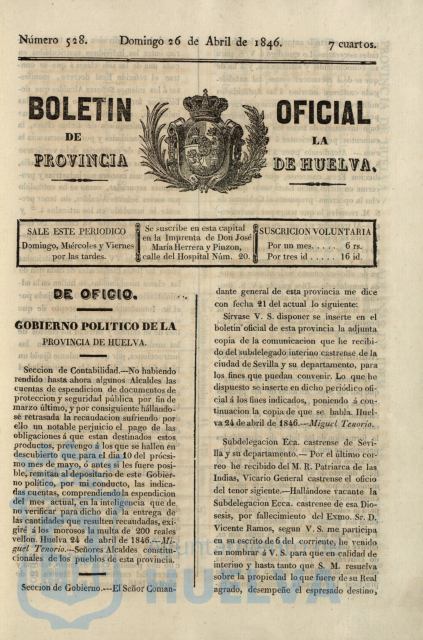 Número 528. Domingo 26 de Abril de 1846. 7 cuartos.
BOLETIN OFICIAL
DE LA
PROVINCIA DE HUELVA.
SALE ESTE PERIODICO
Domingo, Miércoles y Viernes
por las tardes.
Se suscribe en esta capital
en la Imprenta de Don José
María Herrera y Pinzon,
calle del Hospital Núm. 20.
SUSCRICION VOLUNTARIA
Por un mes..... 6 rs.
Por tres id..... 16 id.
DE OFICIO.
GOBIERNO POLITICO DE LA
PROVINCIA DE HUELVA.
Seccion de Contabilidad.—No habiendo
rendido hasta ahora algunos Alcaldes las
cuentas de espendicion de documentos de
proteccion y seguridad pública por fin de
marzo último, y por consiguiente hallando-
se retrasada la recaudacion sufriendo por
ello un notable perjuicio el pago de las
obligaciones á que estan destinados estos
productos, prevengo á los que se hallen en
descubierto que para el dia 10 del próccsi-
mo mes de mayo, ó antes si les fuere posi-
ble, remitan al depositario de este Gobier-
no político, por mi conducto, las indica-
das cuentas, comprendiendo la espendicion
del mes actual, en la inteligencia que de
no verificar para dicho dia la entrega de
las cantidades que resulten recaudadas, exi-
giré á los morosos la multa de 200 reales
vellon. Huelva 24 de abril de 1846.—Mi-
guel Tenorio.—Señores Alcaldes constitu-
cionales de los pueblos de esta provincia.
Seccion de Gobierno.—El Señor Coman-
dante general de esta provincia me dice
con fecha 21 del actual lo siguiente:
Sírvase V. S. disponer se inserte en el
boletin oficial de esta provincia la adjunta
copia de la comunicacion que he recibi-
do del subdelegado interino castrense de la
ciudad de Sevilla y su departamento, para
los fines que puedan convenir. Lo que he
dispuesto se inserte en dicho periódico ofi-
cial á los fines indicados, poniendo á con-
tinuacion la copia de que se habla. Huel-
va 24 de abril de 1846.—Miguel Tenorio.
Subdelegacion Eca. castrense de Sevi-
lla y su departamento.—Por el último cor-
reo he recibido del M. R. Patriarca de las
Indias, Vicario General castrense el oficio
del tenor sigiente.—Hallándose vacante la
Subdelegacion Ecca. castrense de esa Dio-
sesis, por fallecimiento del Exmo. Sr. D.
Vicente Ramos, segun V. S. me participa
en su escrito de 6 del corriente, he venido
en nombrar á V. S. para que en calidad de
interino y hasta tanto que S. M. resuelva
sobre la propiedad lo que fuere de su Real
agrado, desempeñe el espresado destino,
HUELVA